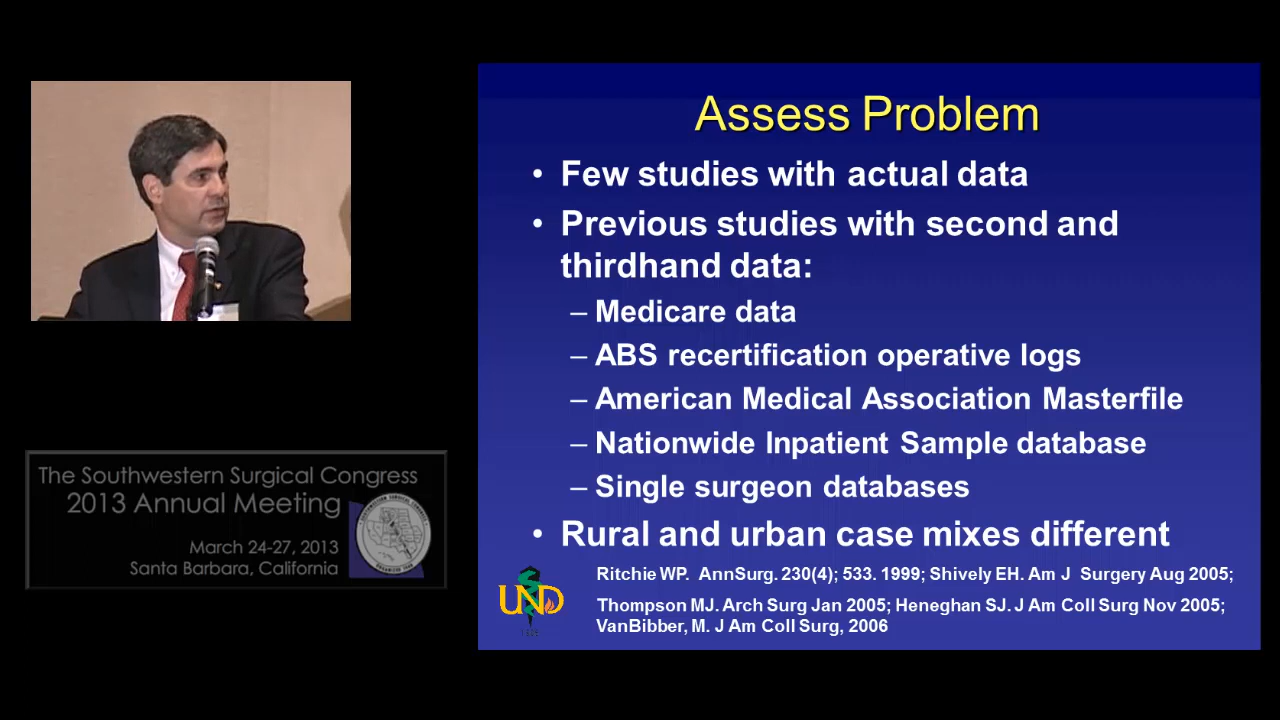 Assess Problem
• Few studies with actual data
• Previous studies with second and
thirdhand data:
– Medicare data
– ABS recertification operative logs
– American Medical Association Masterfile
– Nationwide Inpatient Sample database
– Single surgeon databases
• Rural and urban case mixes different
Ritchie WP. AnnSurg. 230(4); 533. 1999; Shively EH. Am J Surgery Aug 2005;
Thompson MJ. Arch Surg Jan 2005; Heneghan SJ. J Am Coll Surg Nov 2005;
VanBibber, M. J Am Coll Surg, 2006
UND
The Southwestern Surgical Congress
2013 Annual Meeting
March 24-27, 2013
Santa Barbara, California